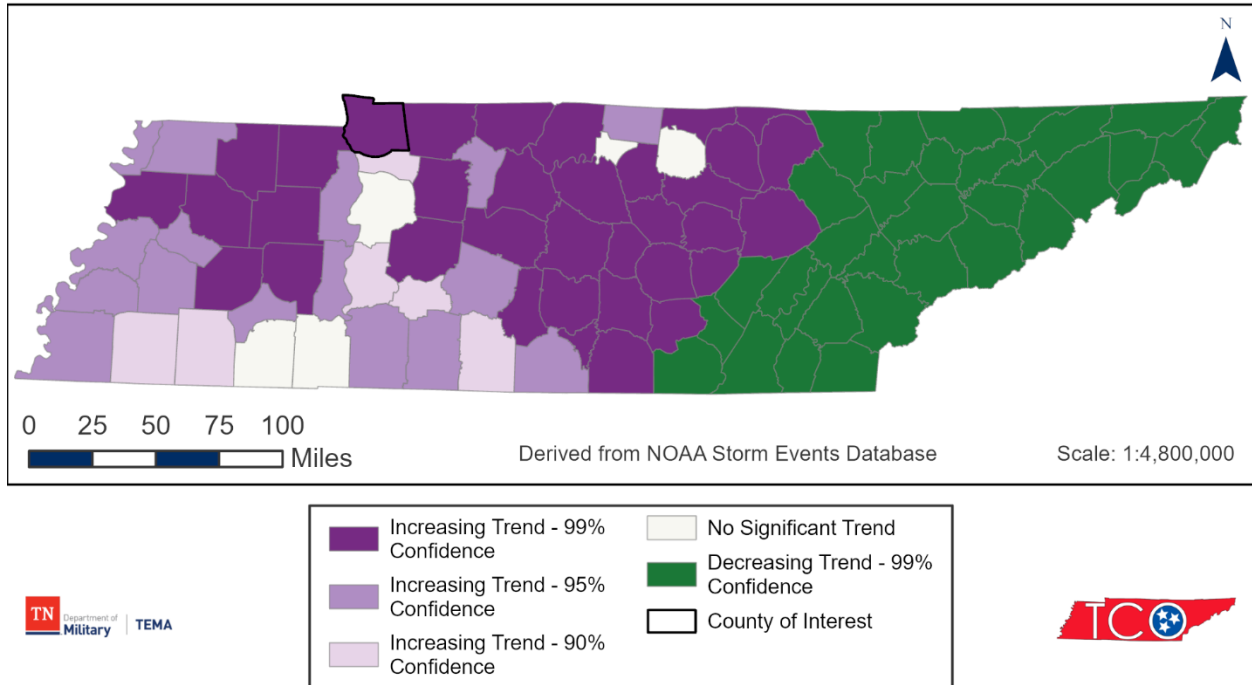 N
0 25 50 75 100
Miles
Derived from NOAA Storm Events Database
Scale: 1:4,800,000
Increasing Trend - 99%
Confidence
Increasing Trend - 95%
Confidence
Increasing Trend - 90%
Confidence
No Significant Trend
Decreasing Trend - 99%
Confidence
County of Interest
TN
Department of
Military
TEMA
TCO